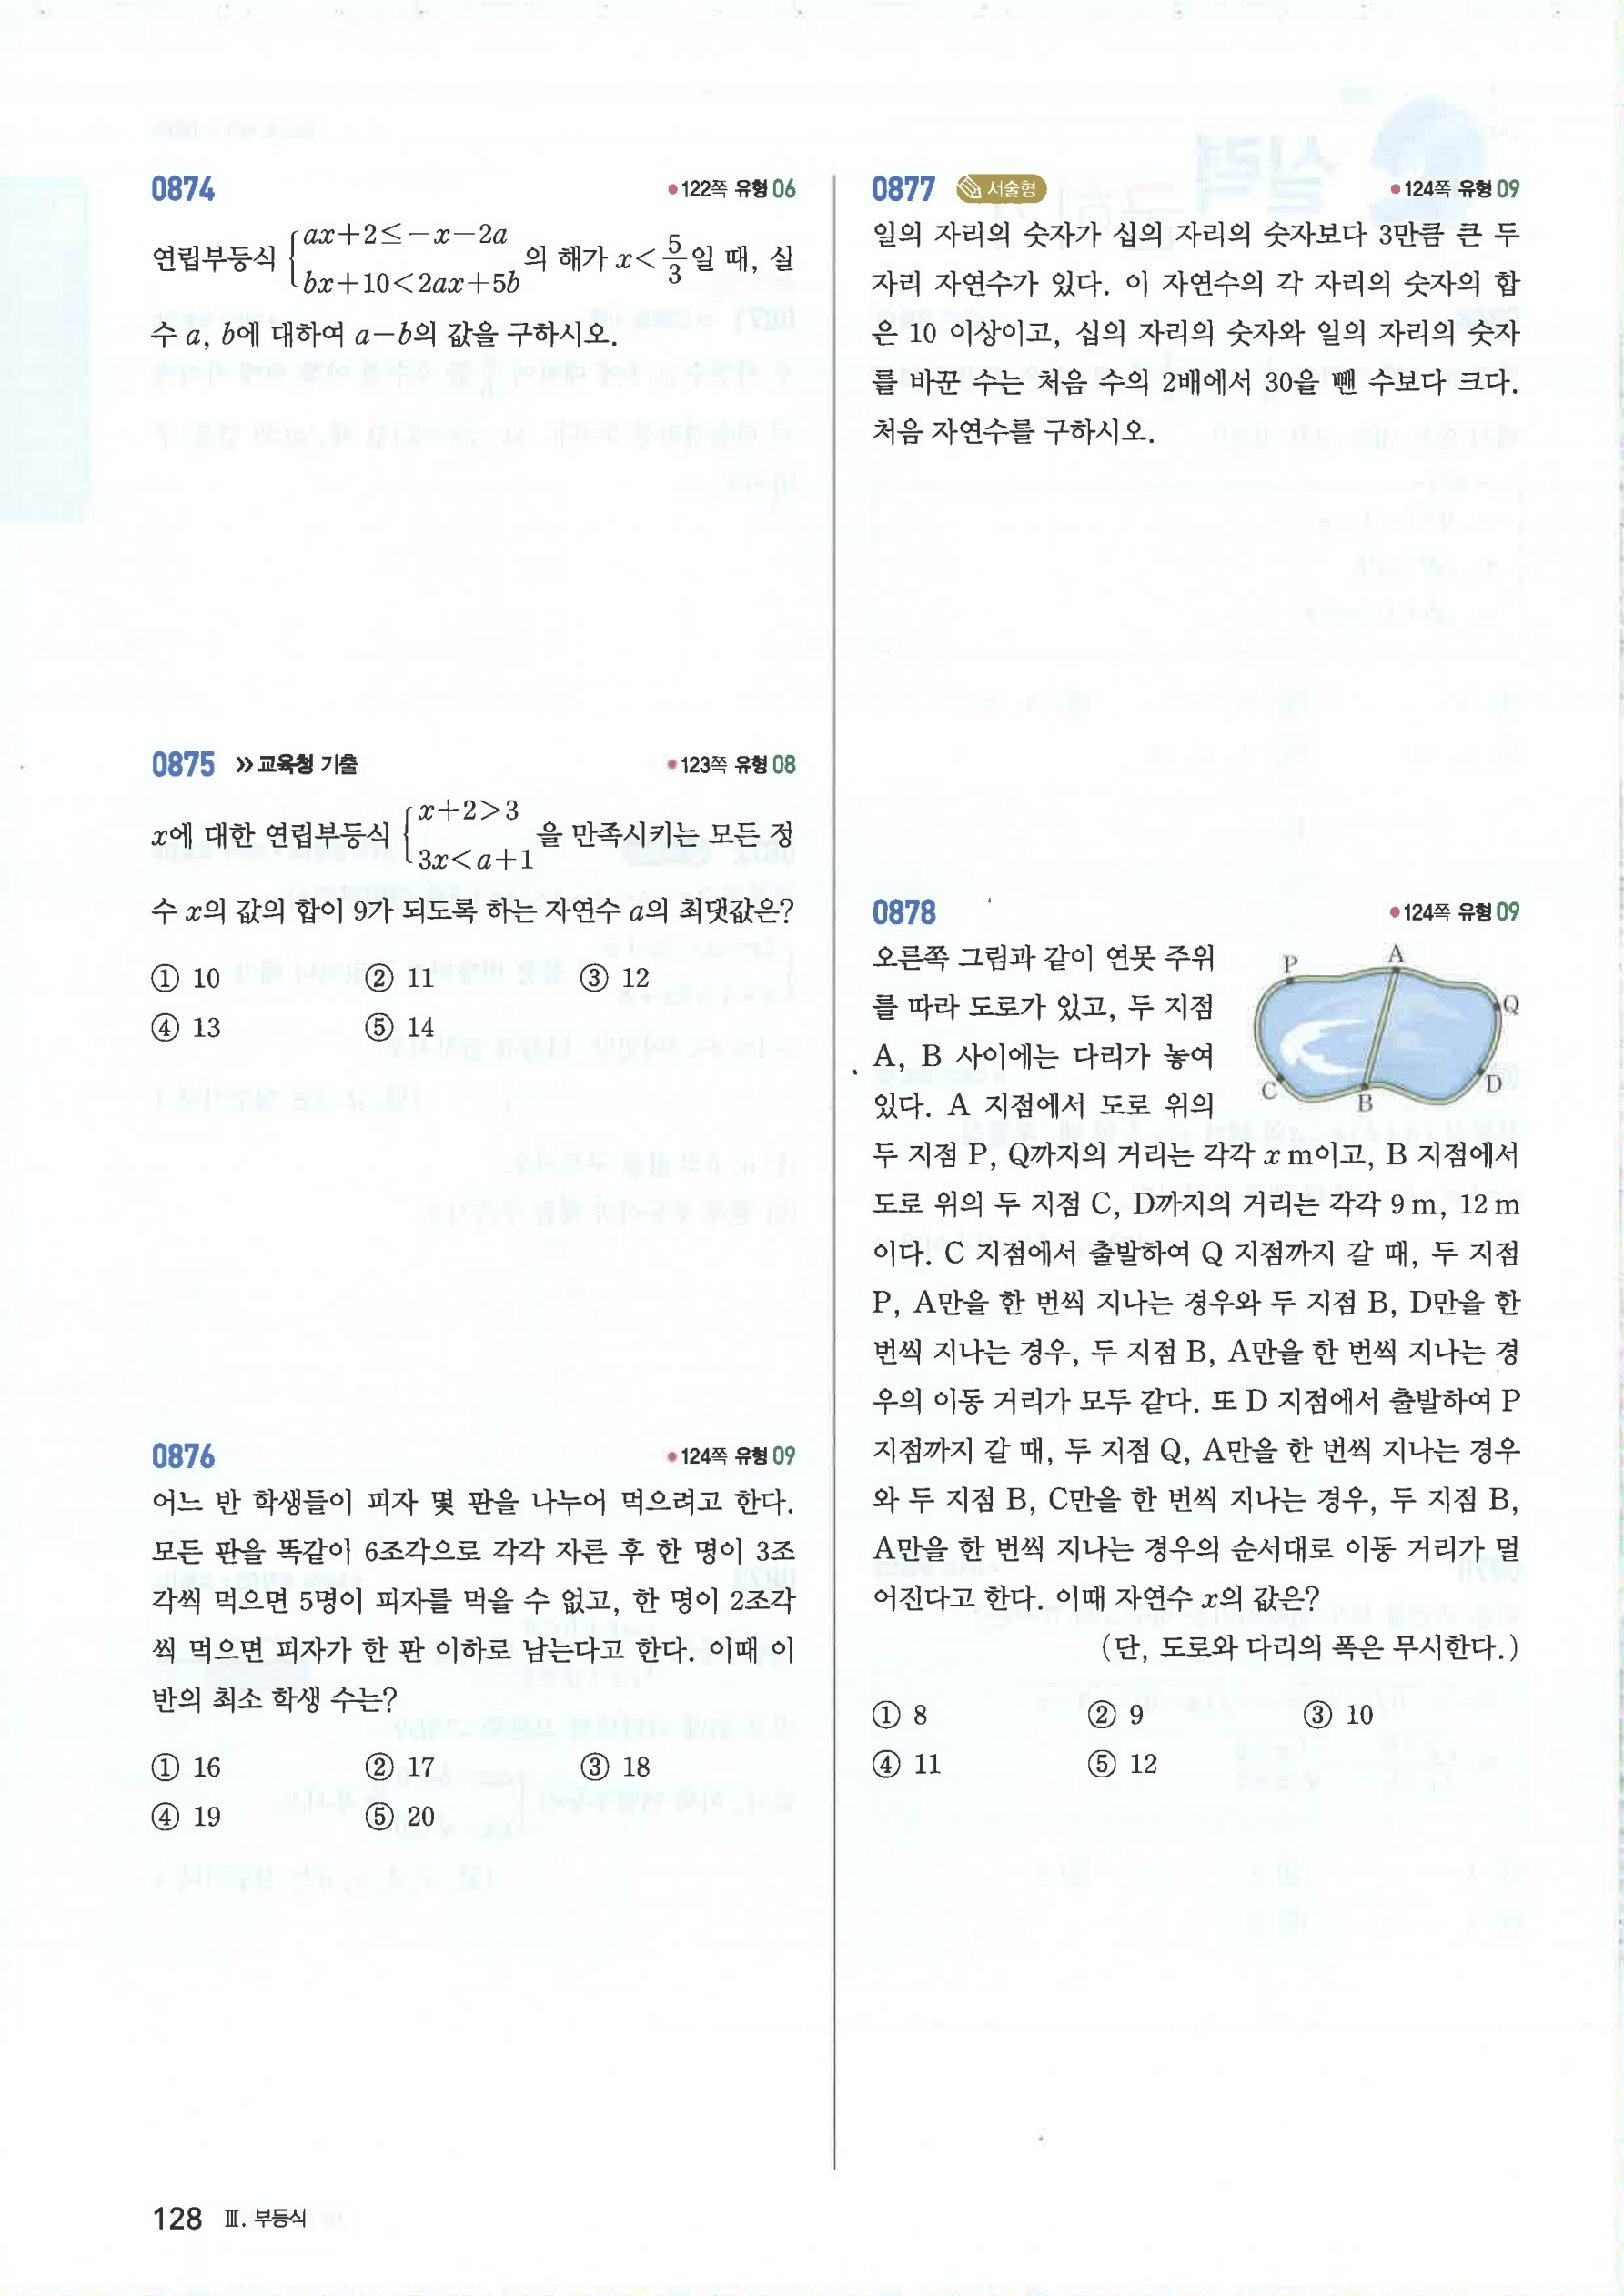 0874
•122쪽 유형 06
연립부등식 { ax+2≤-x-2a
bx+10<2ax+5b 의 해가 x<5/3일 때, 실
수 a, b에 대하여 a-b의 값을 구하시오.
0875 » 교육청 기출
•123쪽 유형 08
x에 대한 연립부등식 { x+2>3
3x<a+1 을 만족시키는 모든 정
수 x의 값의 합이 9가 되도록 하는 자연수 a의 최댓값은?
① 10 ② 11 ③ 12
④ 13 ⑤ 14
0876
•124쪽 유형 09
어느 반 학생들이 피자 몇 판을 나누어 먹으려고 한다.
모든 판을 똑같이 6조각으로 각각 자른 후 한 명이 3조
각씩 먹으면 5명이 피자를 먹을 수 없고, 한 명이 2조각
씩 먹으면 피자가 한 판 이하로 남는다고 한다. 이때 이
반의 최소 학생 수는?
① 16 ② 17 ③ 18
④ 19 ⑤ 20
0877 서술형
•124쪽 유형 09
일의 자리의 숫자가 십의 자리의 숫자보다 3만큼 큰 두
자리 자연수가 있다. 이 자연수의 각 자리의 숫자의 합
은 10 이상이고, 십의 자리의 숫자와 일의 자리의 숫자
를 바꾼 수는 처음 수의 2배에서 30을 뺀 수보다 크다.
처음 자연수를 구하시오.
0878
•124쪽 유형 09
오른쪽 그림과 같이 연못 주위
를 따라 도로가 있고, 두 지점
A, B 사이에는 다리가 놓여
있다. A 지점에서 도로 위의
P
A
Q
C
B
D
두 지점 P, Q까지의 거리는 각각 x m이고, B 지점에서
도로 위의 두 지점 C, D까지의 거리는 각각 9 m, 12 m
이다. C 지점에서 출발하여 Q 지점까지 갈 때, 두 지점
P, A만을 한 번씩 지나는 경우와 두 지점 B, D만을 한
번씩 지나는 경우, 두 지점 B, A만을 한 번씩 지나는 경
우의 이동 거리가 모두 같다. 또 D 지점에서 출발하여 P
지점까지 갈 때, 두 지점 Q, A만을 한 번씩 지나는 경우
와 두 지점 B, C만을 한 번씩 지나는 경우, 두 지점 B,
A만을 한 번씩 지나는 경우의 순서대로 이동 거리가 멀
어진다고 한다. 이때 자연수 x의 값은?
(단, 도로와 다리의 폭은 무시한다.)
① 8 ② 9 ③ 10
④ 11 ⑤ 12
128 Ⅲ. 부등식